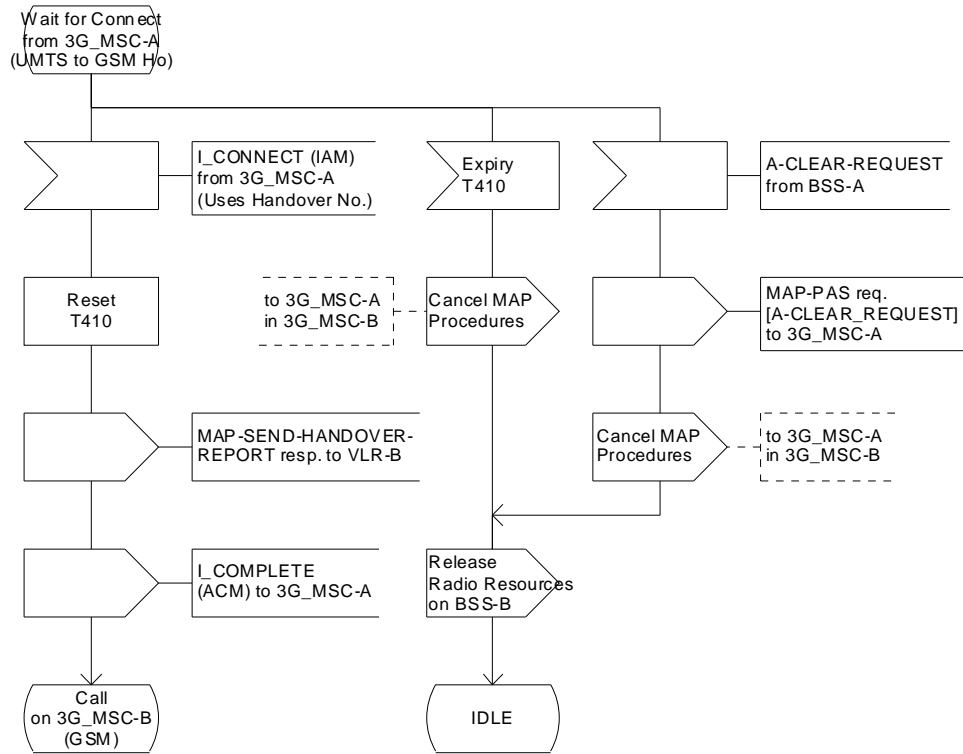 Wait for Connect
from 3G_MSC-A
(UMTS to GSM Ho)
I_CONNECT (IAM)
from 3G_MSC-A
(Uses Handover No.)
Expiry
T410
A-CLEAR-REQUEST
from BSS-A
Reset
T410
to 3G_MSC-A
in 3G_MSC-B
Cancel MAP
Procedures
MAP-PAS req.
[A-CLEAR_REQUEST]
to 3G_MSC-A
MAP-SEND-HANDOVER-
REPORT resp. to VLR-B
Cancel MAP
Procedures
to 3G_MSC-A
in 3G_MSC-B
I_COMPLETE
(ACM) to 3G_MSC-A
Release
Radio Resources
on BSS-B
Call
on 3G_MSC-B
(GSM)
IDLE